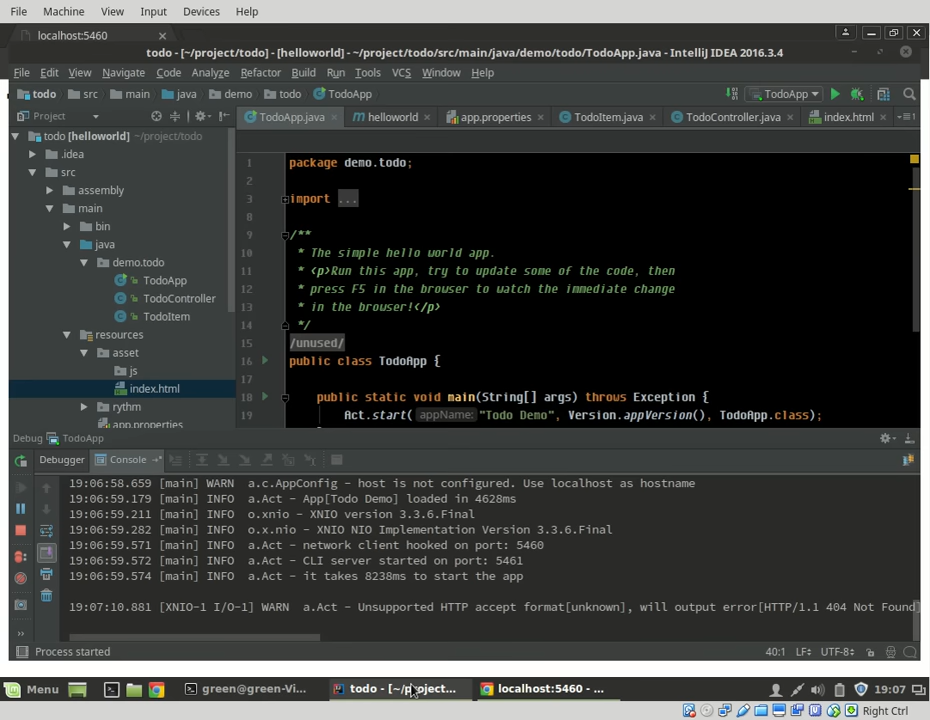 File Machine View Input Devices Help
localhost:5460
todo - [~/project/todo] - [helloworld] - ~/project/todo/src/main/java/demo/todo/TodoApp.java - IntelliJ IDEA 2016.3.4
File Edit View Navigate Code Analyze Refactor Build Run Tools VCS Window Help
todo src main java demo todo TodoApp
TodoApp
Project
TodoApp.java helloworld app.properties TodoItem.java TodoController.java index.html
todo [helloworld] ~/project/todo
.idea
src
assembly
main
bin
java
demo.todo
TodoApp
TodoController
TodoItem
resources
asset
js
index.html
rythm
app.properties
1 package demo.todo;
2
3 import ...
8
9 /**
10 * The simple hello world app.
11 * <p>Run this app, try to update some of the code, then
12 * press F5 in the browser to watch the immediate change
13 * in the browser!</p>
14 */
15 /unused/
16 public class TodoApp {
17
18 public static void main(String[] args) throws Exception {
19 Act.start( appName: "Todo Demo", Version.appVersion(), TodoApp.class);
Debug TodoApp
Debugger Console
19:06:58.659 [main] WARN a.c.AppConfig - host is not configured. Use localhost as hostname
19:06:59.179 [main] INFO a.Act - App[Todo Demo] loaded in 4628ms
19:06:59.211 [main] INFO o.xnio - XNIO version 3.3.6.Final
19:06:59.282 [main] INFO o.x.nio - XNIO NIO Implementation Version 3.3.6.Final
19:06:59.571 [main] INFO a.Act - network client hooked on port: 5460
19:06:59.572 [main] INFO a.Act - CLI server started on port: 5461
19:06:59.574 [main] INFO a.Act - it takes 8238ms to start the app
19:07:10.881 [XNIO-1 I/O-1] WARN a.Act - Unsupported HTTP accept format[unknown], will output error[HTTP/1.1 404 Not Found]
Process started
40:1 LF UTF-8
Menu
green@green-Vi...
todo - [~/project...
localhost:5460 - ...
19:07
Right Ctrl